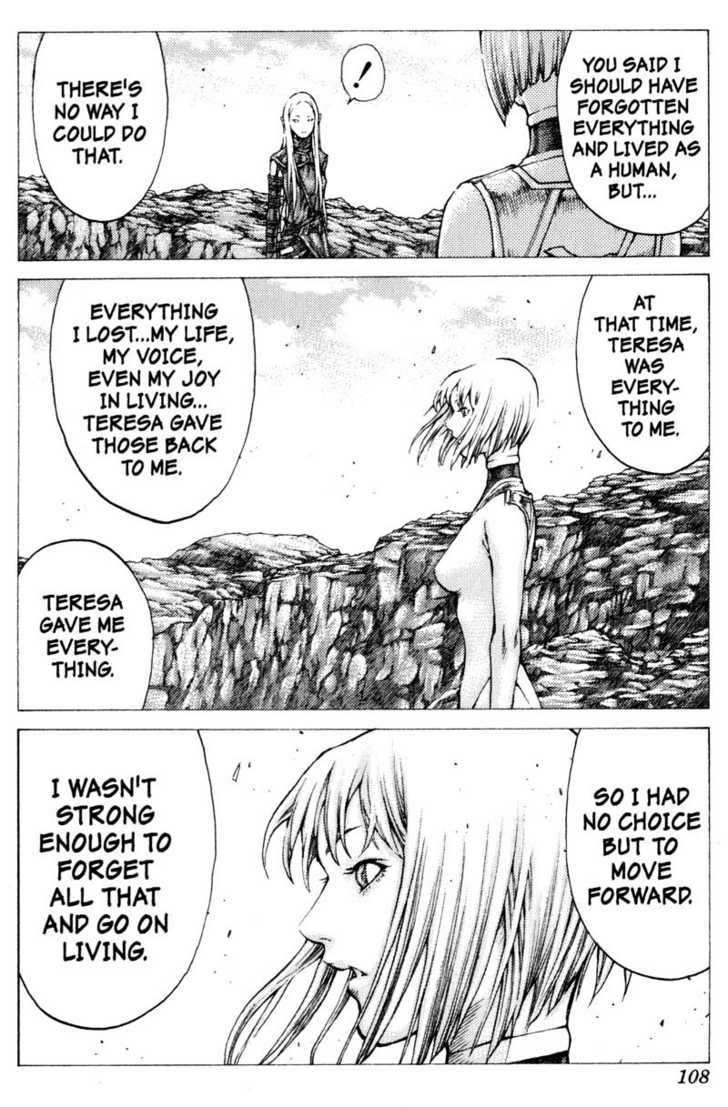 YOU SAID I
SHOULD HAVE
FORGOTTEN
EVERYTHING
AND LIVED AS
A HUMAN,
BUT...
!
THERE'S
NO WAY I
COULD DO
THAT.
AT
THAT TIME,
TERESA
WAS
EVERY-
THING
TO ME.
EVERYTHING
I LOST...MY LIFE,
MY VOICE,
EVEN MY JOY
IN LIVING...
TERESA GAVE
THOSE BACK
TO ME.
TERESA
GAVE ME
EVERY-
THING.
SO I HAD
NO CHOICE
BUT TO
MOVE
FORWARD.
I WASN'T
STRONG
ENOUGH TO
FORGET
ALL THAT
AND GO ON
LIVING.
108